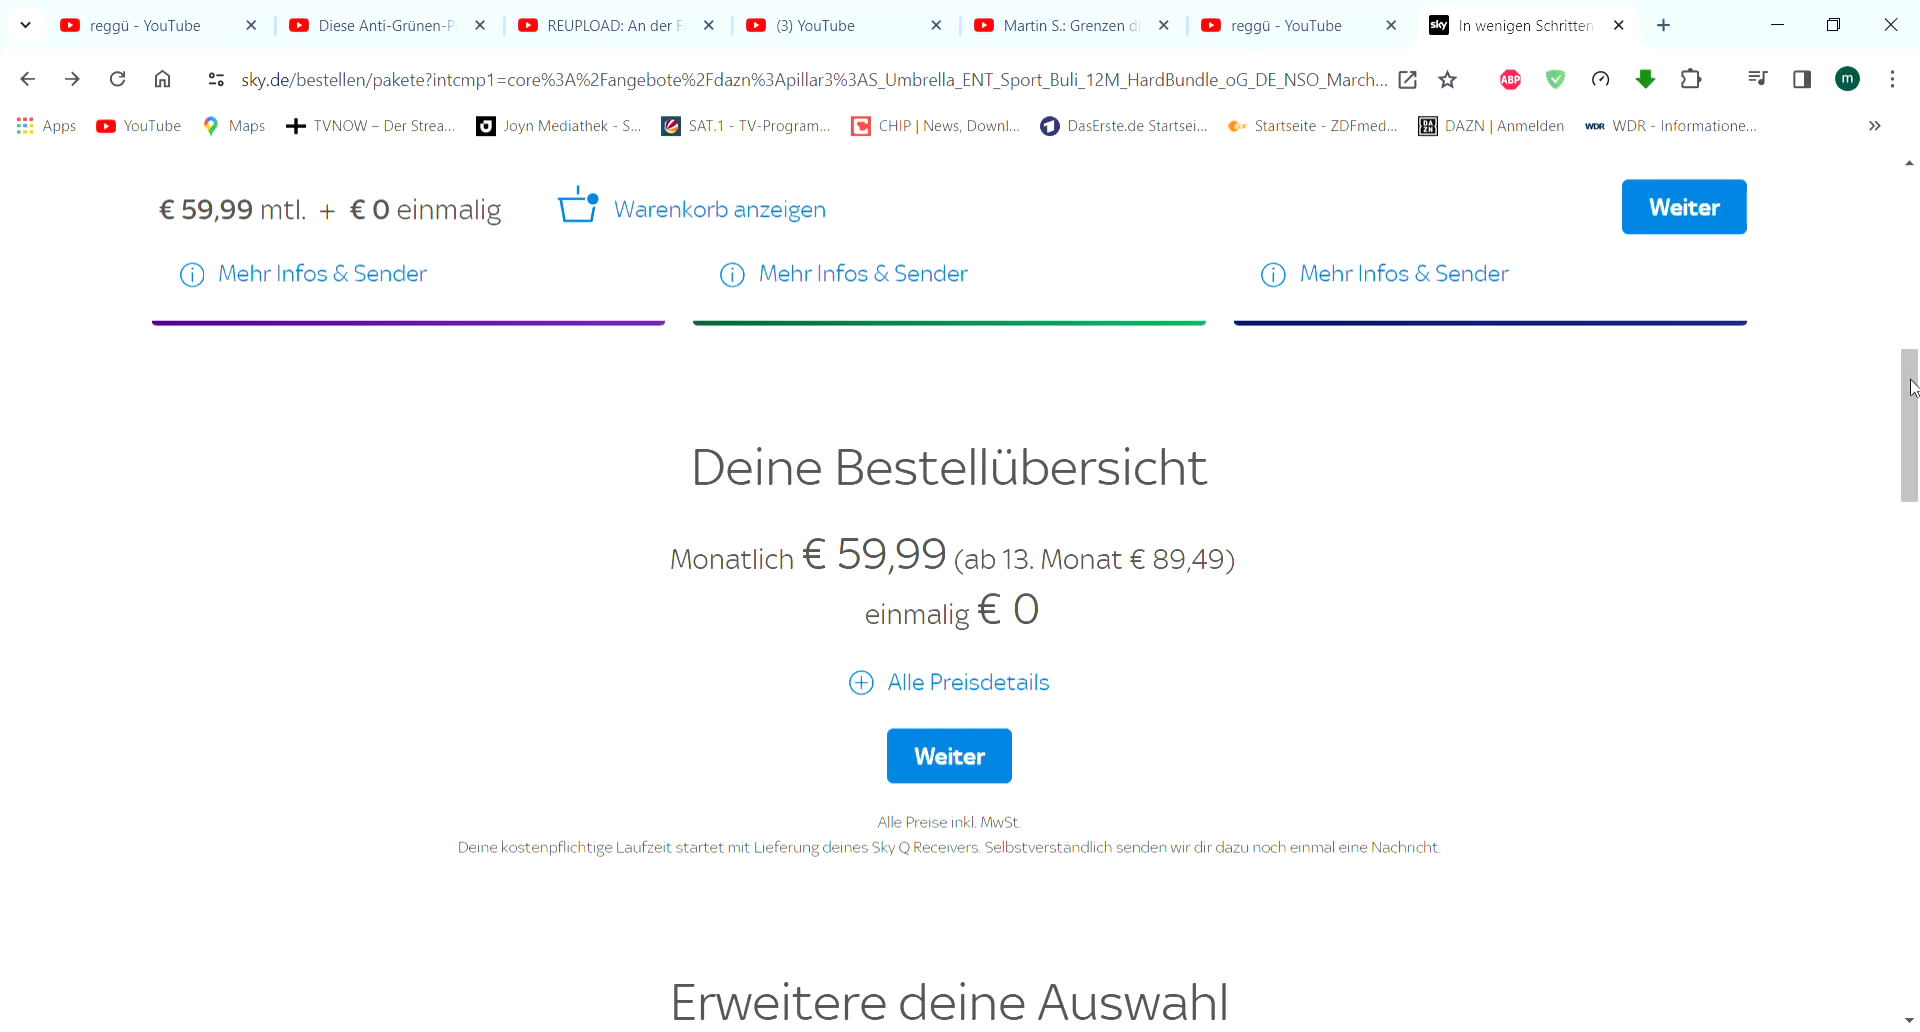 reggü - YouTube
Diese Anti-Grünen-P
REUPLOAD: An der F
(3) YouTube
Martin S.: Grenzen di
reggü - YouTube
sky
In wenigen Schritten
sky.de/bestellen/pakete?intcmp1=core%3A%2Fangebote%2Fdazn%3Apillar3%3AS_Umbrella_ENT_Sport_Buli_12M_HardBundle_oG_DE_NSO_March...
ABP
m
Apps
YouTube
Maps
TVNOW – Der Strea...
Joyn Mediathek - S...
SAT.1 - TV-Program...
CHIP | News, Downl...
DasErste.de Startsei...
Startseite - ZDFmed...
DAZN
DAZN | Anmelden
WDR
WDR - Informatione...
€ 59,99 mtl. + € 0 einmalig
Warenkorb anzeigen
Weiter
Mehr Infos & Sender
Mehr Infos & Sender
Mehr Infos & Sender
Deine Bestellübersicht
Monatlich € 59,99 (ab 13. Monat € 89,49)
einmalig € 0
Alle Preisdetails
Weiter
Alle Preise inkl. MwSt.
Deine kostenpflichtige Laufzeit startet mit Lieferung deines Sky Q Receivers. Selbstverständlich senden wir dir dazu noch einmal eine Nachricht.
Erweitere deine Auswahl